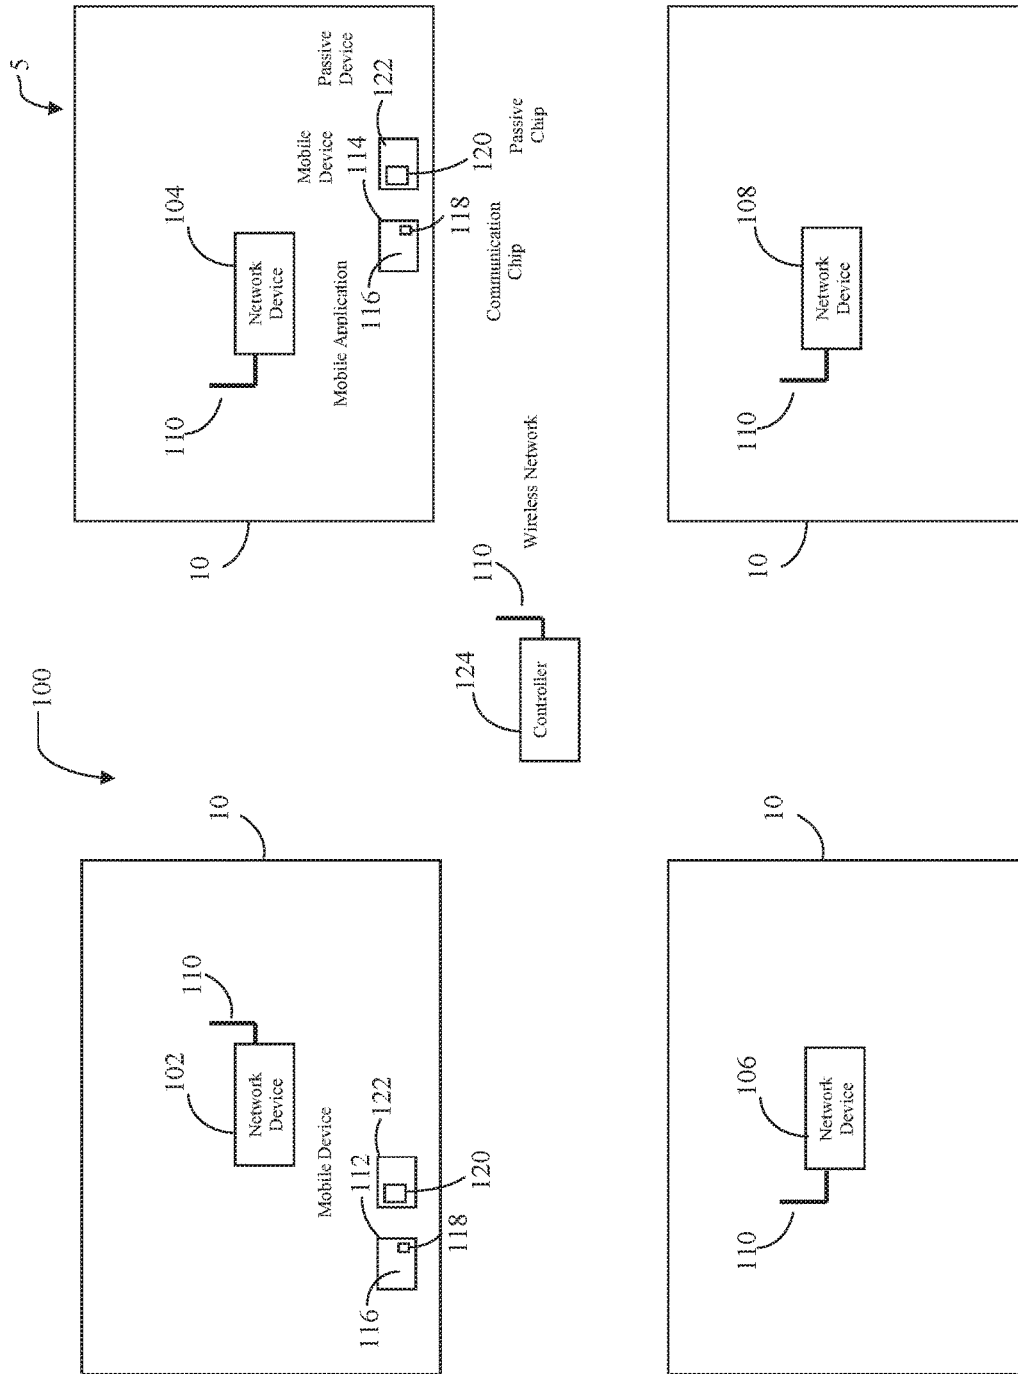 100
5
10
110
102
Network
Device
Mobile Device
112
122
116
118
120
10
110
104
Network
Device
Mobile Application
Mobile
Device
Passive
Device
116
114
122
118
120
Communication
Chip
Passive
Chip
124
Controller
110
Wireless Network
10
110
106
Network
Device
10
110
108
Network
Device